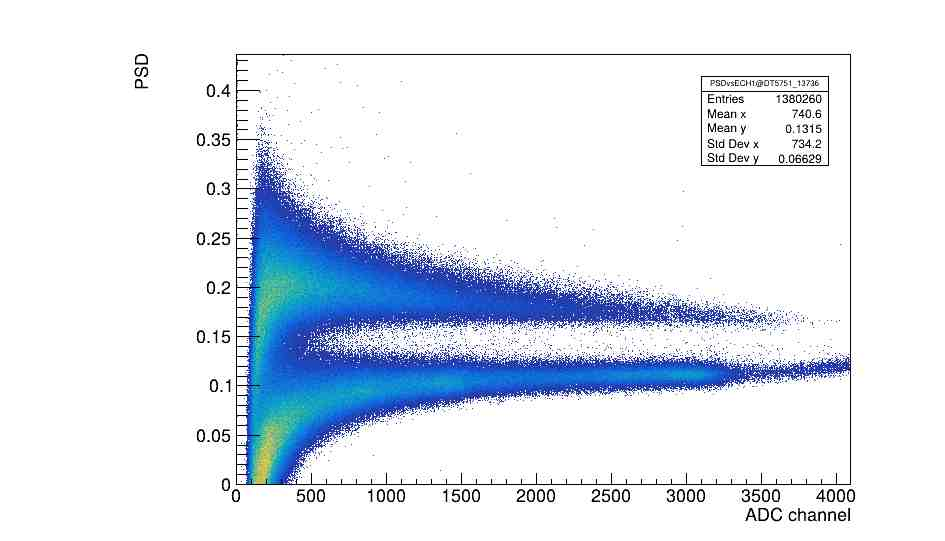 PSD
PSDvsECH1@DT5751_13736
Entries 1380260
Mean x 740.6
Mean y 0.1315
Std Dev x 734.2
Std Dev y 0.06629
0.4
0.35
0.3
0.25
0.2
0.15
0.1
0.05
0
0 500 1000 1500 2000 2500 3000 3500 4000
ADC channel